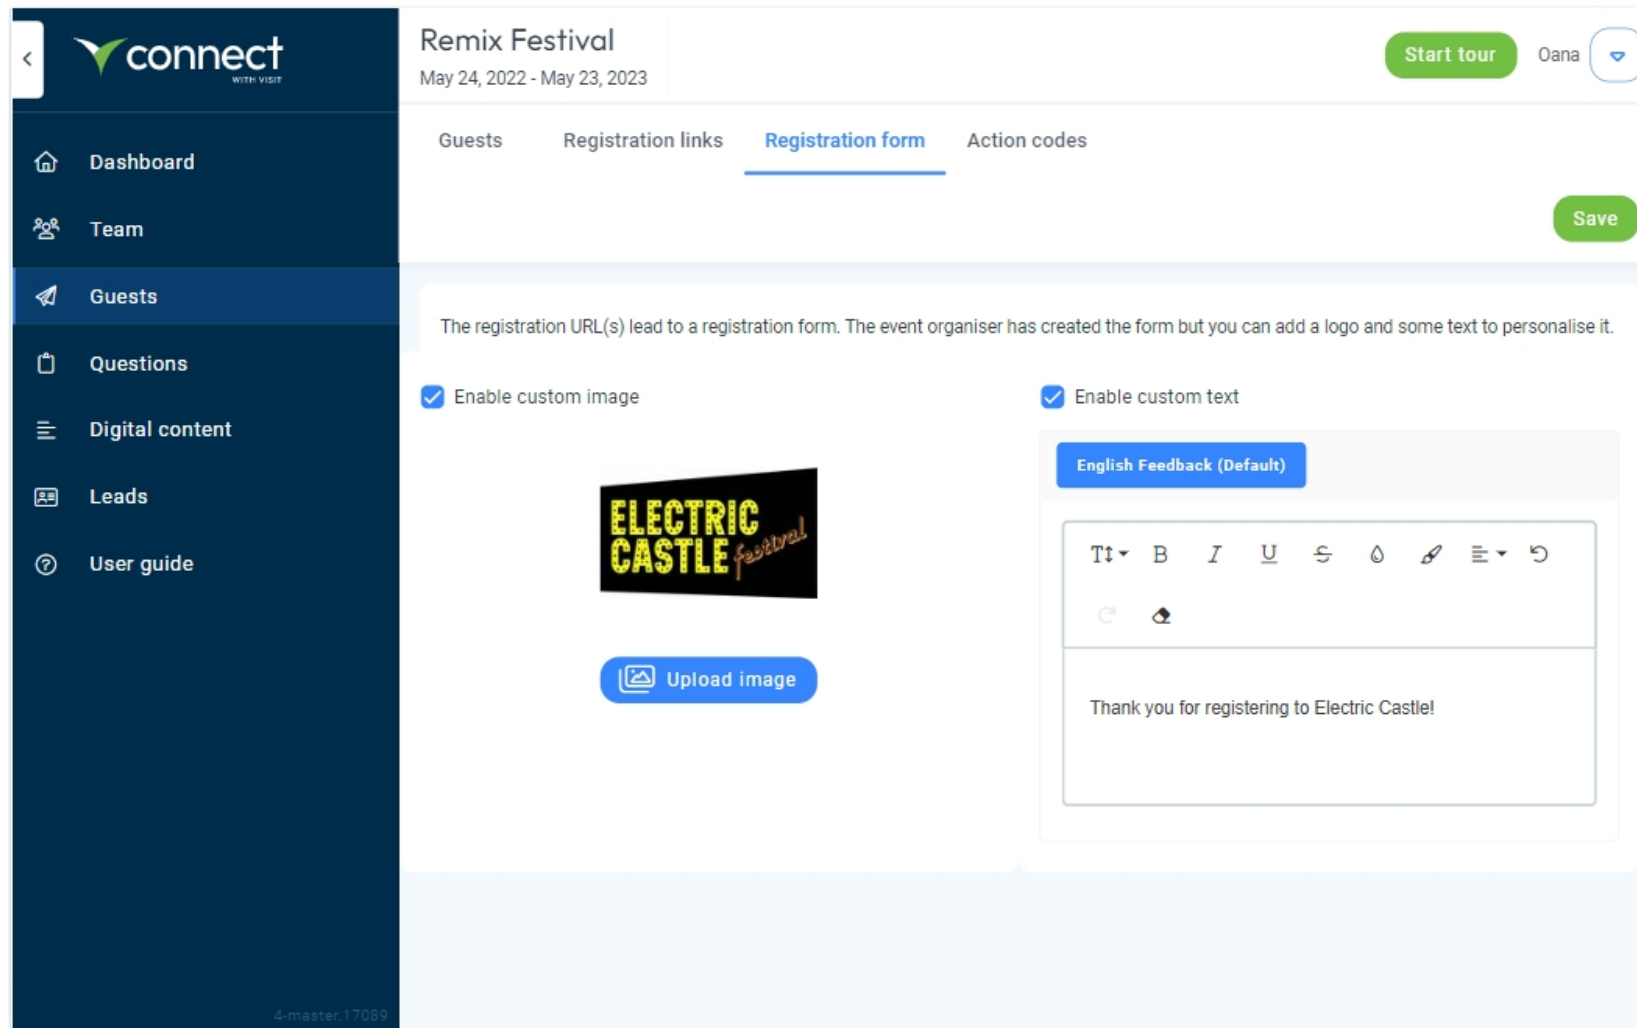 connect
WITH VISIT
Dashboard
Team
Guests
Questions
Digital content
Leads
User guide
4-master.17089
Remix Festival
May 24, 2022 - May 23, 2023
Start tour
Oana
Guests
Registration links
Registration form
Action codes
Save
The registration URL(s) lead to a registration form. The event organiser has created the form but you can add a logo and some text to personalise it.
Enable custom image
ELECTRIC
CASTLE festival
Upload image
Enable custom text
English Feedback (Default)
Thank you for registering to Electric Castle!